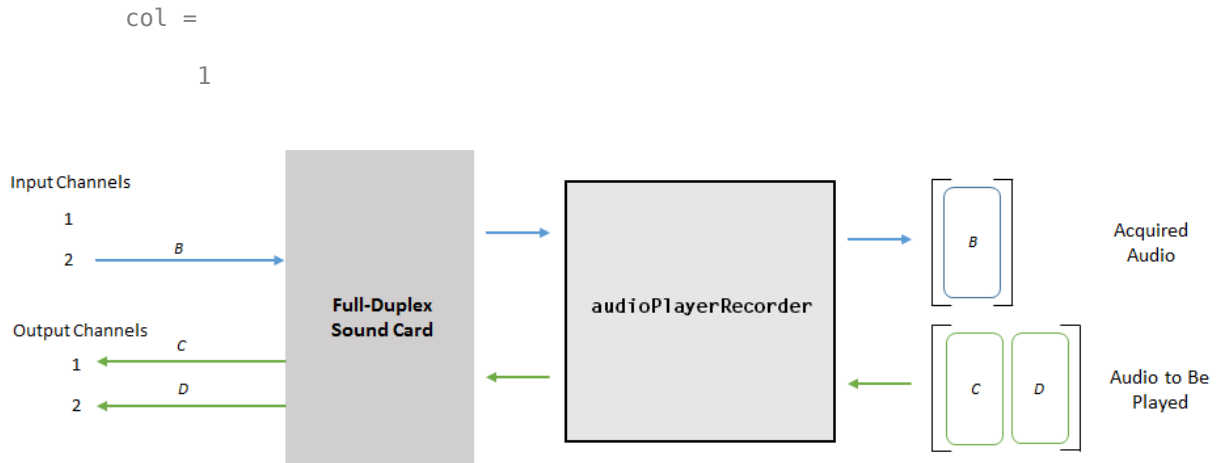 col =
1
Input Channels
1
2
B
Output Channels
1
C
2
D
Full-Duplex
Sound Card
audioPlayerRecorder
B
Acquired
Audio
C
D
Audio to Be
Played